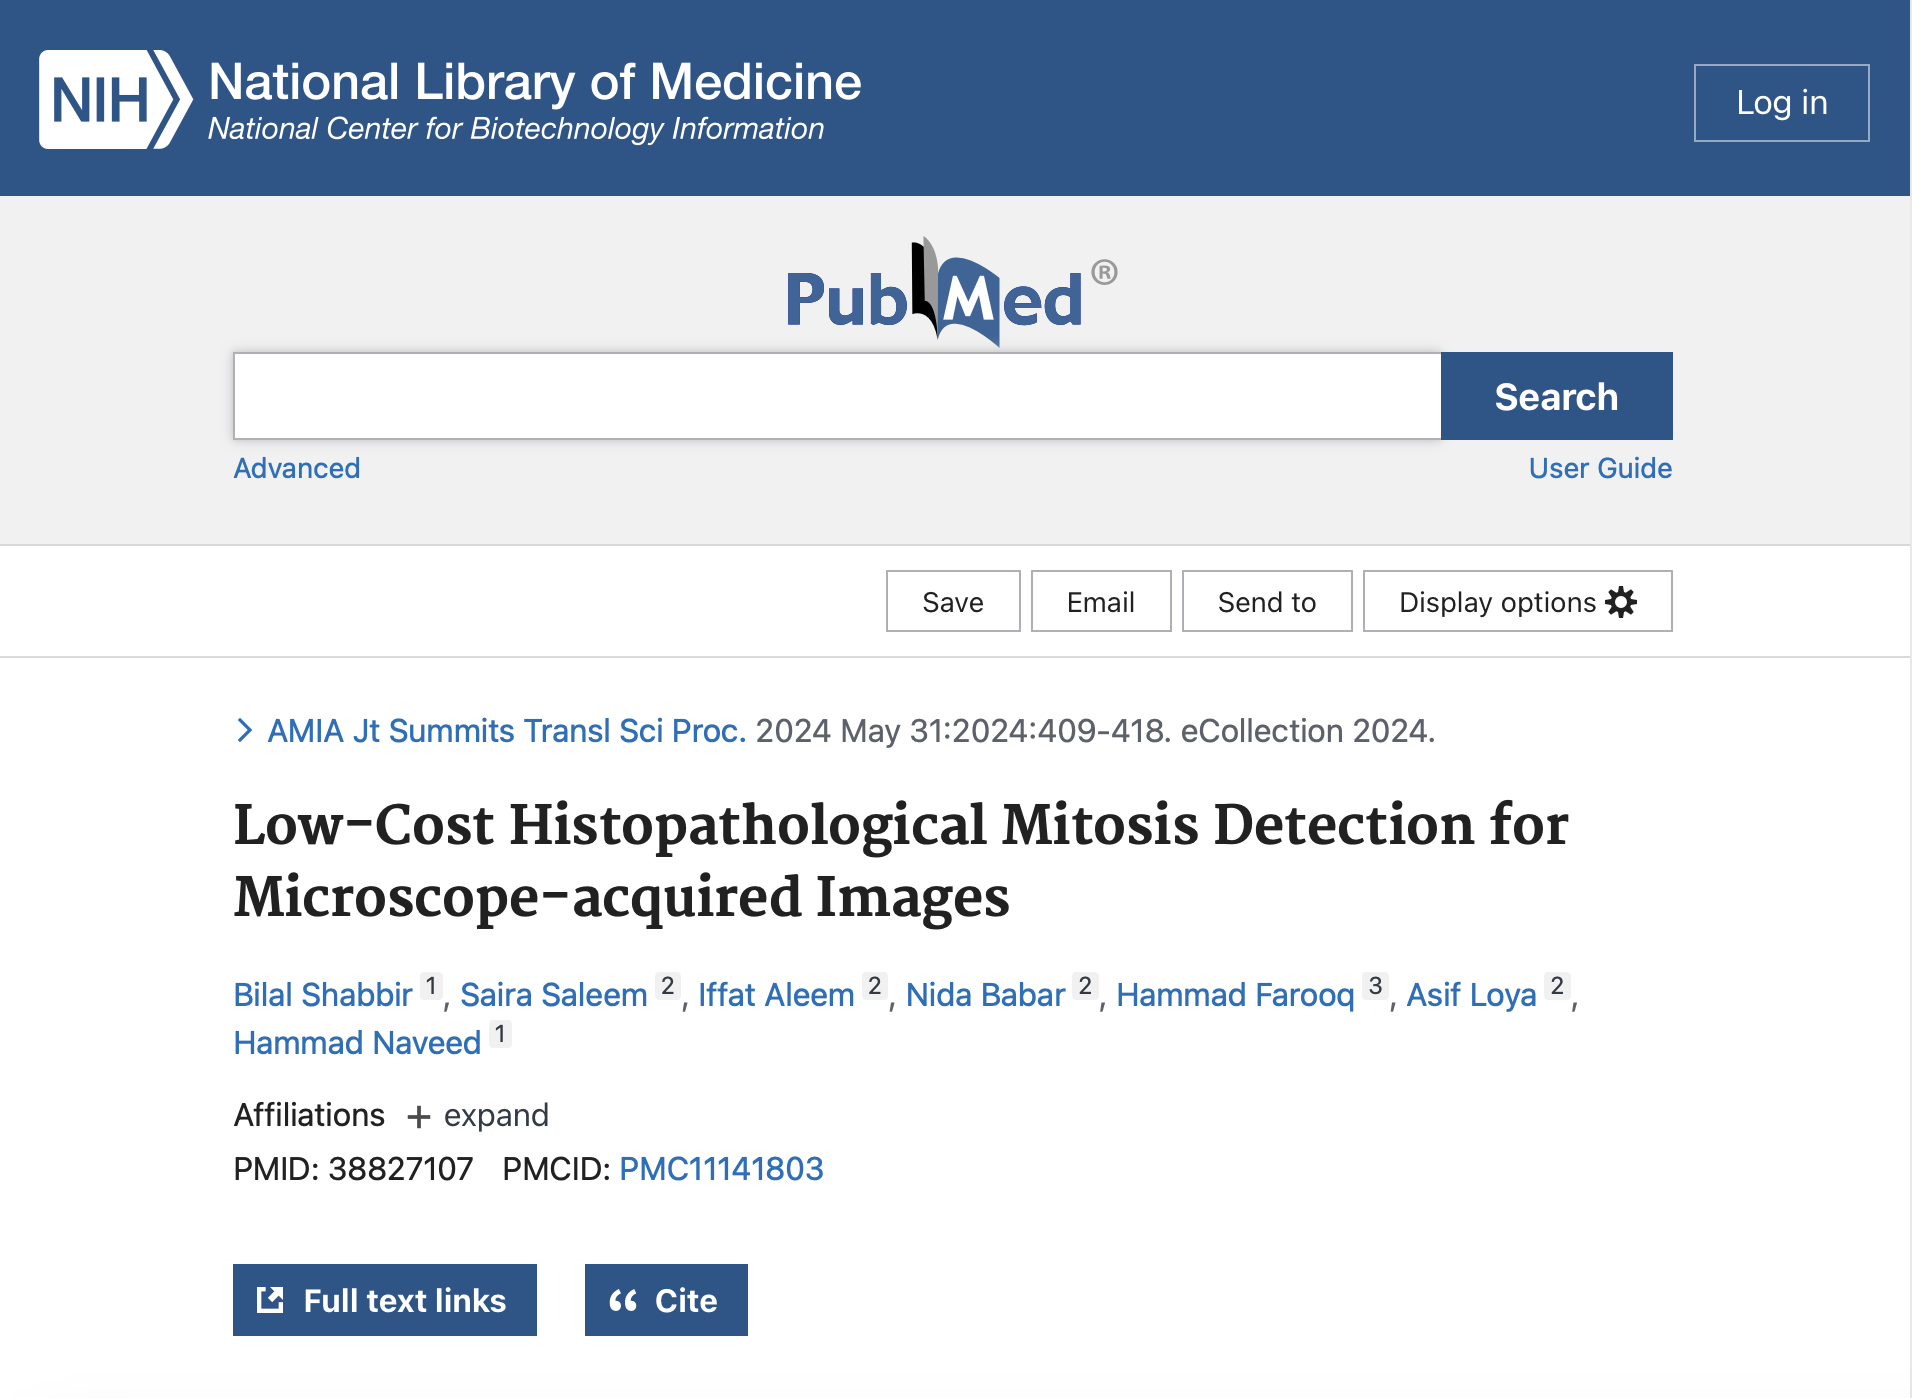 NIH National Library of Medicine
National Center for Biotechnology Information
Log in
PubMed®
Search
Advanced
User Guide
Save
Email
Send to
Display options
AMIA Jt Summits Transl Sci Proc. 2024 May 31:2024:409-418. eCollection 2024.
Low-Cost Histopathological Mitosis Detection for
Microscope-acquired Images
Bilal Shabbir 1, Saira Saleem 2, Iffat Aleem 2, Nida Babar 2, Hammad Farooq 3, Asif Loya 2,
Hammad Naveed 1
Affiliations + expand
PMID: 38827107 PMCID: PMC11141803
Full text links
Cite